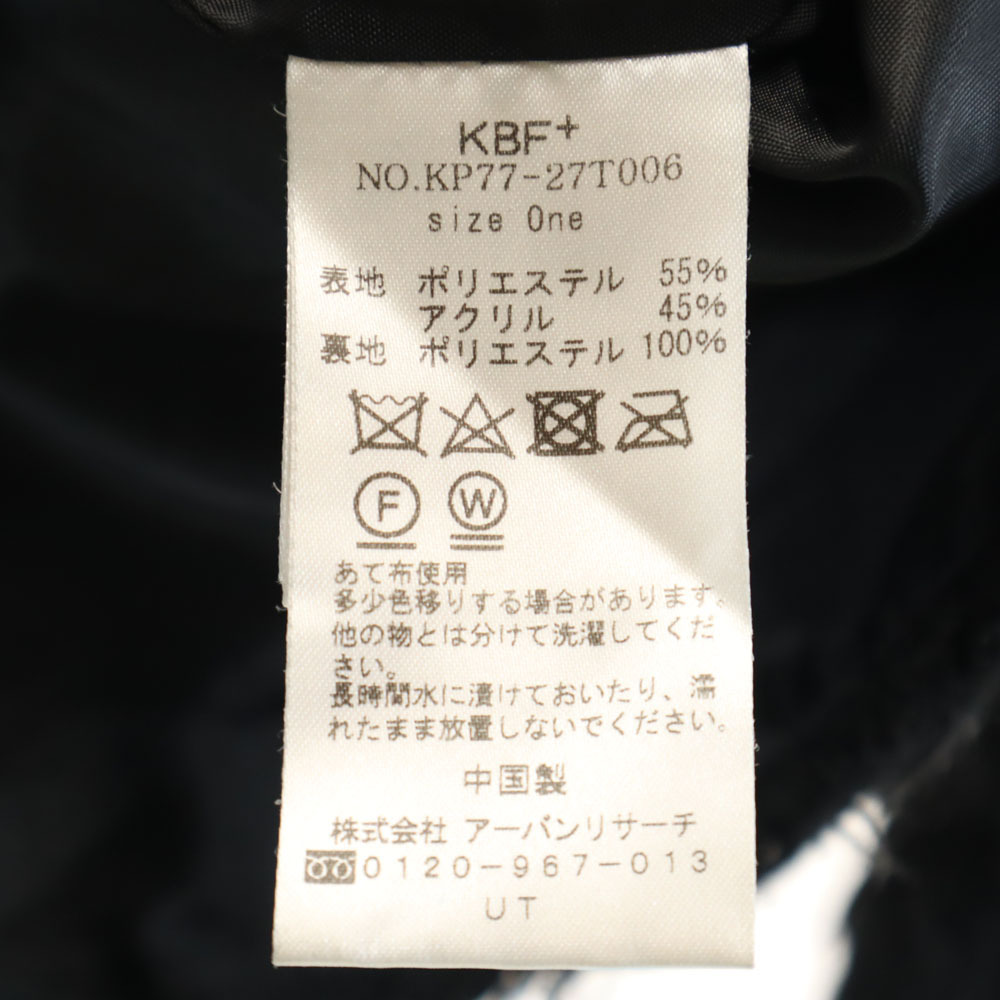 KBF+
NO.KP77-27T006
size One
表地 ポリエステル 55%
アクリル 45%
裏地 ポリエステル 100%
F W
あて布使用
多少色移りする場合があります。
他の物とは分けて洗濯してくだ
さい。
長時間水に漬けておいたり、濡
れたまま放置しないでください。
中国製
株式会社 アーバンリサーチ
0120-967-013
UT